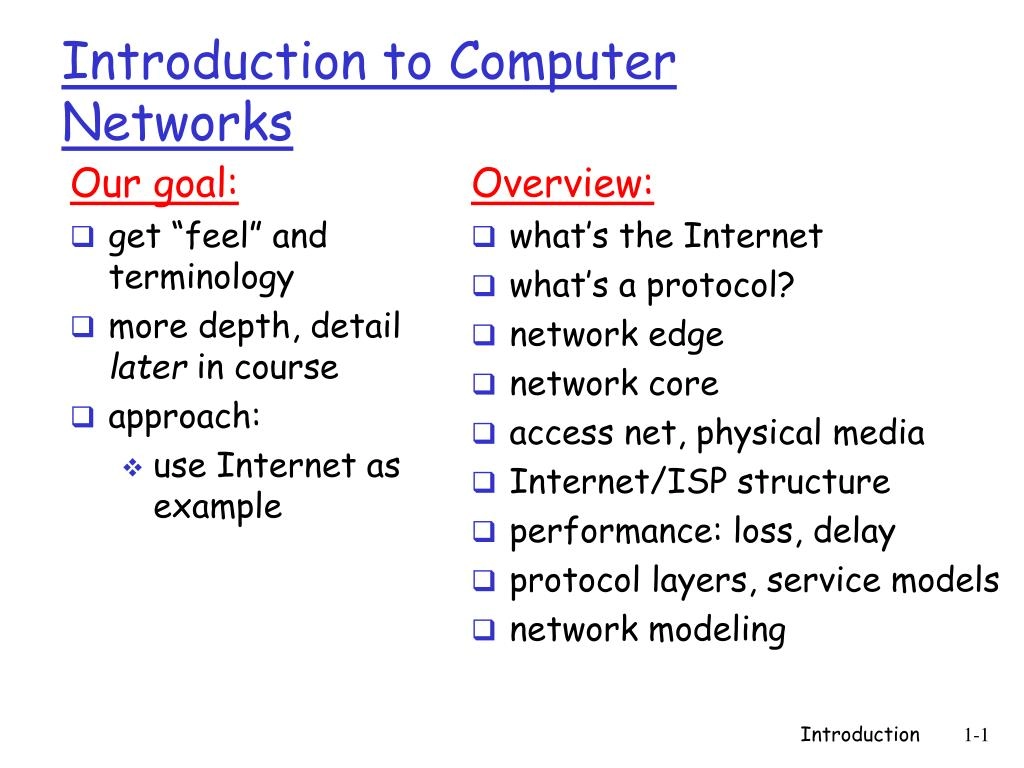 Introduction to Computer
Networks
Our goal:
get “feel” and
terminology
more depth, detail
later in course
approach:
use Internet as
example
Overview:
what’s the Internet
what’s a protocol?
network edge
network core
access net, physical media
Internet/ISP structure
performance: loss, delay
protocol layers, service models
network modeling
Introduction 1-1